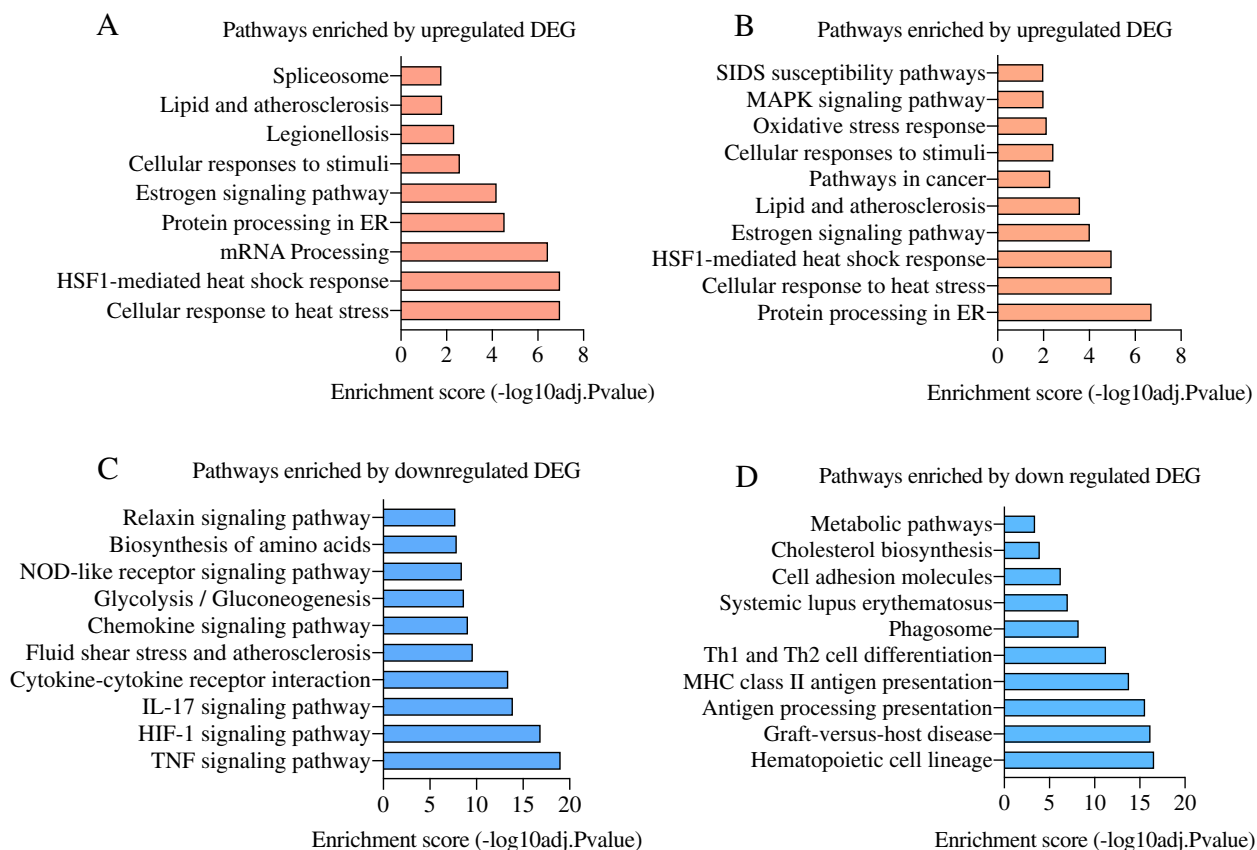 A
Pathways enriched by upregulated DEG
Spliceosome
Lipid and atherosclerosis
Legionellosis
Cellular responses to stimuli
Estrogen signaling pathway
Protein processing in ER
mRNA Processing
HSF1-mediated heat shock response
Cellular response to heat stress
0 2 4 6 8
Enrichment score (-log10adj.Pvalue)
B
Pathways enriched by upregulated DEG
SIDS susceptibility pathways
MAPK signaling pathway
Oxidative stress response
Cellular responses to stimuli
Pathways in cancer
Lipid and atherosclerosis
Estrogen signaling pathway
HSF1-mediated heat shock response
Cellular response to heat stress
Protein processing in ER
0 2 4 6 8
Enrichment score (-log10adj.Pvalue)
C
Pathways enriched by downregulated DEG
Relaxin signaling pathway
Biosynthesis of amino acids
NOD-like receptor signaling pathway
Glycolysis / Gluconeogenesis
Chemokine signaling pathway
Fluid shear stress and atherosclerosis
Cytokine-cytokine receptor interaction
IL-17 signaling pathway
HIF-1 signaling pathway
TNF signaling pathway
0 5 10 15 20
Enrichment score (-log10adj.Pvalue)
D
Pathways enriched by down regulated DEG
Metabolic pathways
Cholesterol biosynthesis
Cell adhesion molecules
Systemic lupus erythematosus
Phagosome
Th1 and Th2 cell differentiation
MHC class II antigen presentation
Antigen processing presentation
Graft-versus-host disease
Hematopoietic cell lineage
0 5 10 15 20
Enrichment score (-log10adj.Pvalue)